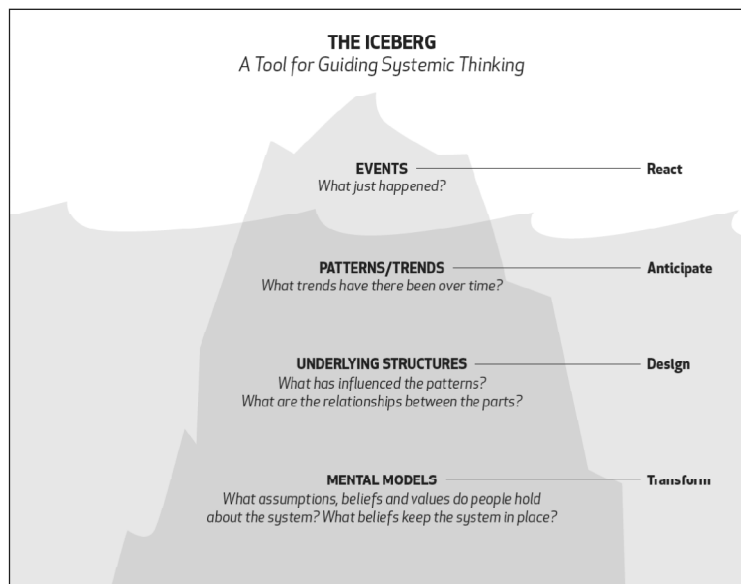 THE ICEBERG
A Tool for Guiding Systemic Thinking
EVENTS React
What just happened?
PATTERNS/TRENDS Anticipate
What trends have there been over time?
UNDERLYING STRUCTURES Design
What has influenced the patterns?
What are the relationships between the parts?
MENTAL MODELS Transform
What assumptions, beliefs and values do people hold
about the system? What beliefs keep the system in place?